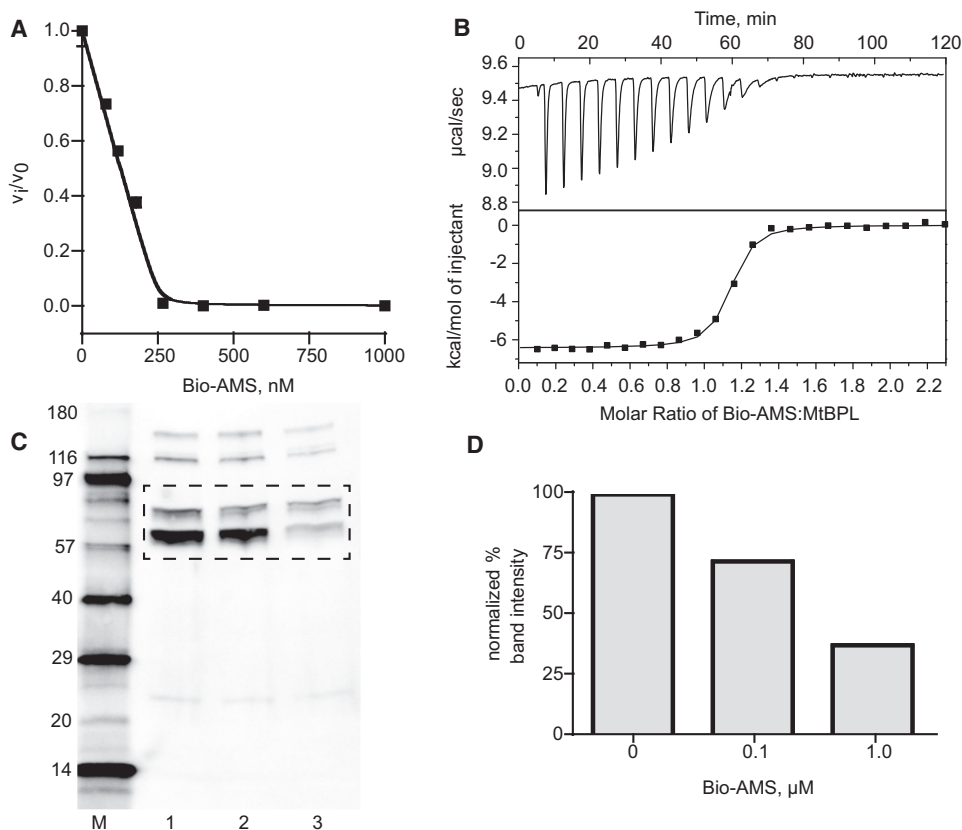 A
1.0
0.8
0.6
0.4
0.2
0.0
vi/v0
0 250 500 750 1000
Bio-AMS, nM
B
Time, min
0 20 40 60 80 100 120
9.6
9.4
9.2
9.0
8.8
µcal/sec
0
-2
-4
-6
kcal/mol of injectant
0.0 0.2 0.4 0.6 0.8 1.0 1.2 1.4 1.6 1.8 2.0 2.2
Molar Ratio of Bio-AMS:MtBPL
C
180
116
97
57
40
29
20
14
M 1 2 3
D
100
75
50
25
0
normalized %
band intensity
0 0.1 1.0
Bio-AMS, µM